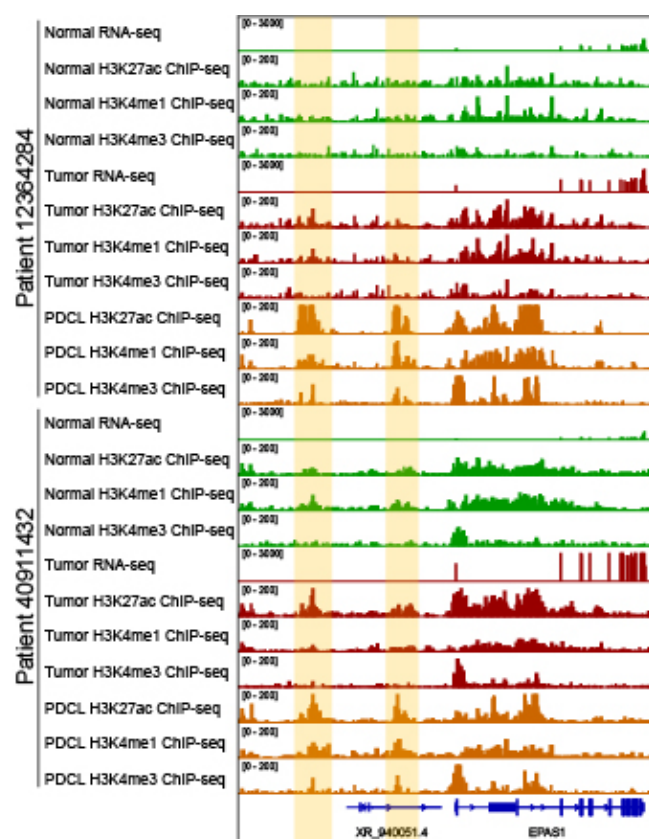 Patient 12364284
Normal RNA-seq [0 - 3000]
Normal H3K27ac ChIP-seq [0 - 200]
Normal H3K4me1 ChIP-seq [0 - 200]
Normal H3K4me3 ChIP-seq [0 - 200]
Tumor RNA-seq [0 - 3000]
Tumor H3K27ac ChIP-seq [0 - 200]
Tumor H3K4me1 ChIP-seq [0 - 200]
Tumor H3K4me3 ChIP-seq [0 - 200]
PDCL H3K27ac ChIP-seq [0 - 200]
PDCL H3K4me1 ChIP-seq [0 - 200]
PDCL H3K4me3 ChIP-seq [0 - 200]
Patient 40911432
Normal RNA-seq [0 - 3000]
Normal H3K27ac ChIP-seq [0 - 200]
Normal H3K4me1 ChIP-seq [0 - 200]
Normal H3K4me3 ChIP-seq [0 - 200]
Tumor RNA-seq [0 - 3000]
Tumor H3K27ac ChIP-seq [0 - 200]
Tumor H3K4me1 ChIP-seq [0 - 200]
Tumor H3K4me3 ChIP-seq [0 - 200]
PDCL H3K27ac ChIP-seq [0 - 200]
PDCL H3K4me1 ChIP-seq [0 - 200]
PDCL H3K4me3 ChIP-seq [0 - 200]
XR_940051.4 EPAS1